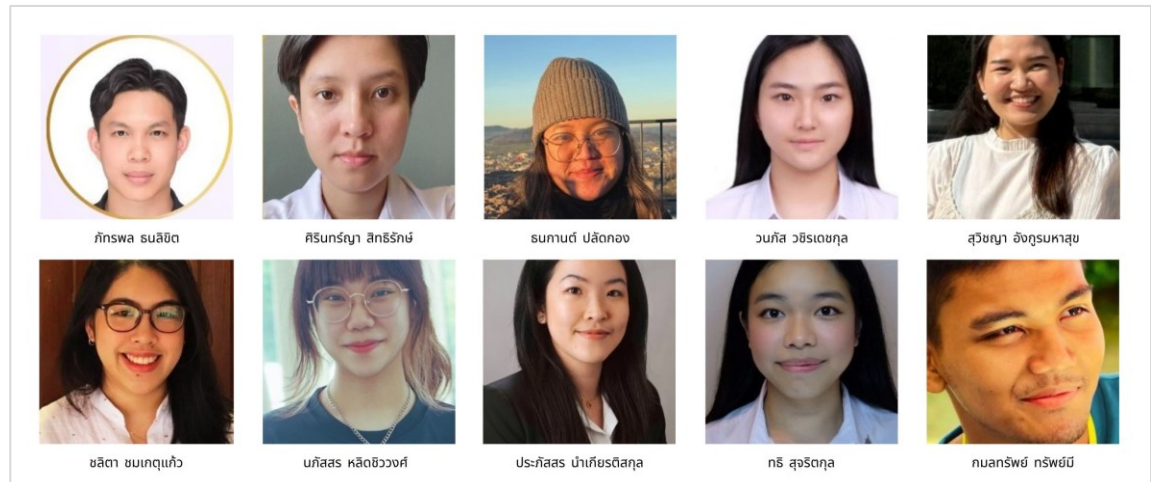 ภัทรพล ธนลิขิต
ศิรินทร์ญา สิทธิรักษ์
ธนกานต์ ปลัดกอง
วนภัส วชิรเดชกุล
สุวิชญา อังกูรมหาสุข
ชลิตา ชมเกตุแก้ว
นภัสสร หลิดชิววงศ์
ประภัสสร นำเกียรติสกุล
ทธิ สุจริตกุล
กมลทรัพย์ ทรัพย์มี